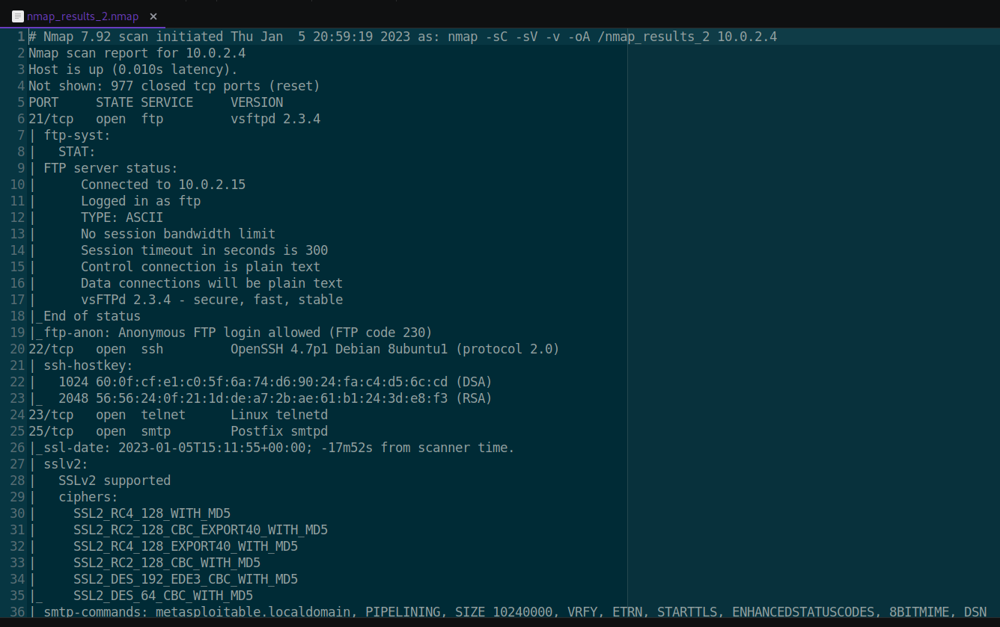 nmap_results_2.nmap ×
1 # Nmap 7.92 scan initiated Thu Jan  5 20:59:19 2023 as: nmap -sC -sV -v -oA /nmap_results_2 10.0.2.4
2 Nmap scan report for 10.0.2.4
3 Host is up (0.010s latency).
4 Not shown: 977 closed tcp ports (reset)
5 PORT     STATE SERVICE     VERSION
6 21/tcp   open  ftp         vsftpd 2.3.4
7 | ftp-syst:
8 |   STAT:
9 | FTP server status:
10 |      Connected to 10.0.2.15
11 |      Logged in as ftp
12 |      TYPE: ASCII
13 |      No session bandwidth limit
14 |      Session timeout in seconds is 300
15 |      Control connection is plain text
16 |      Data connections will be plain text
17 |      vsFTPd 2.3.4 - secure, fast, stable
18 |_End of status
19 |_ftp-anon: Anonymous FTP login allowed (FTP code 230)
20 22/tcp   open  ssh         OpenSSH 4.7p1 Debian 8ubuntu1 (protocol 2.0)
21 | ssh-hostkey:
22 |   1024 60:0f:cf:e1:c0:5f:6a:74:d6:90:24:fa:c4:d5:6c:cd (DSA)
23 |_  2048 56:56:24:0f:21:1d:de:a7:2b:ae:61:b1:24:3d:e8:f3 (RSA)
24 23/tcp   open  telnet      Linux telnetd
25 25/tcp   open  smtp        Postfix smtpd
26 |_ssl-date: 2023-01-05T15:11:55+00:00; -17m52s from scanner time.
27 | sslv2:
28 |   SSLv2 supported
29 |   ciphers:
30 |     SSL2_RC4_128_WITH_MD5
31 |     SSL2_RC2_128_CBC_EXPORT40_WITH_MD5
32 |     SSL2_RC4_128_EXPORT40_WITH_MD5
33 |     SSL2_RC2_128_CBC_WITH_MD5
34 |     SSL2_DES_192_EDE3_CBC_WITH_MD5
35 |_    SSL2_DES_64_CBC_WITH_MD5
36 | smtp-commands: metasploitable.localdomain, PIPELINING, SIZE 10240000, VRFY, ETRN, STARTTLS, ENHANCEDSTATUSCODES, 8BITMIME, DSN